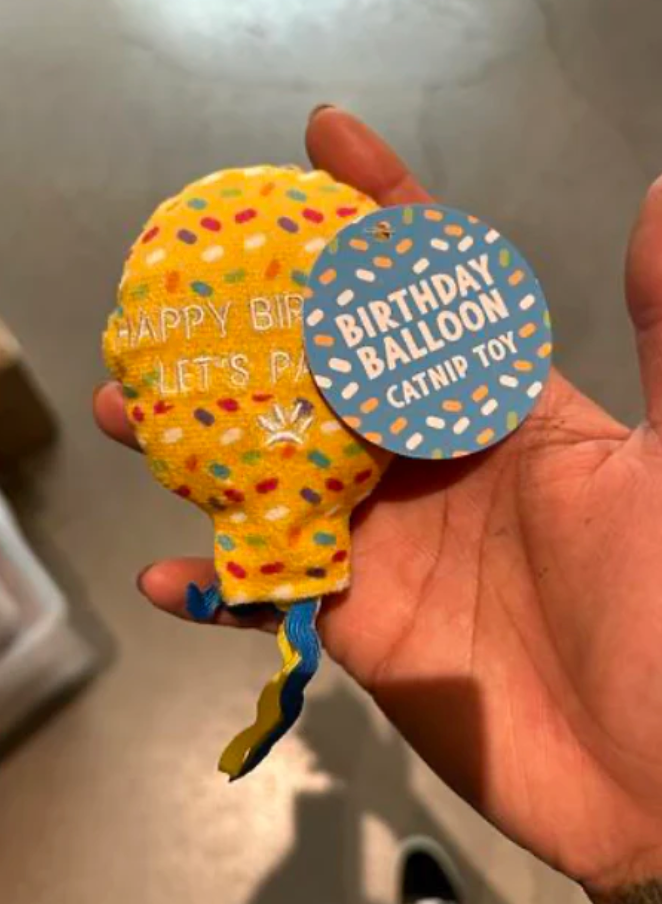 HAPPY BIR
LET'S PA
BIRTHDAY
BALLOON
CATNIP TOY